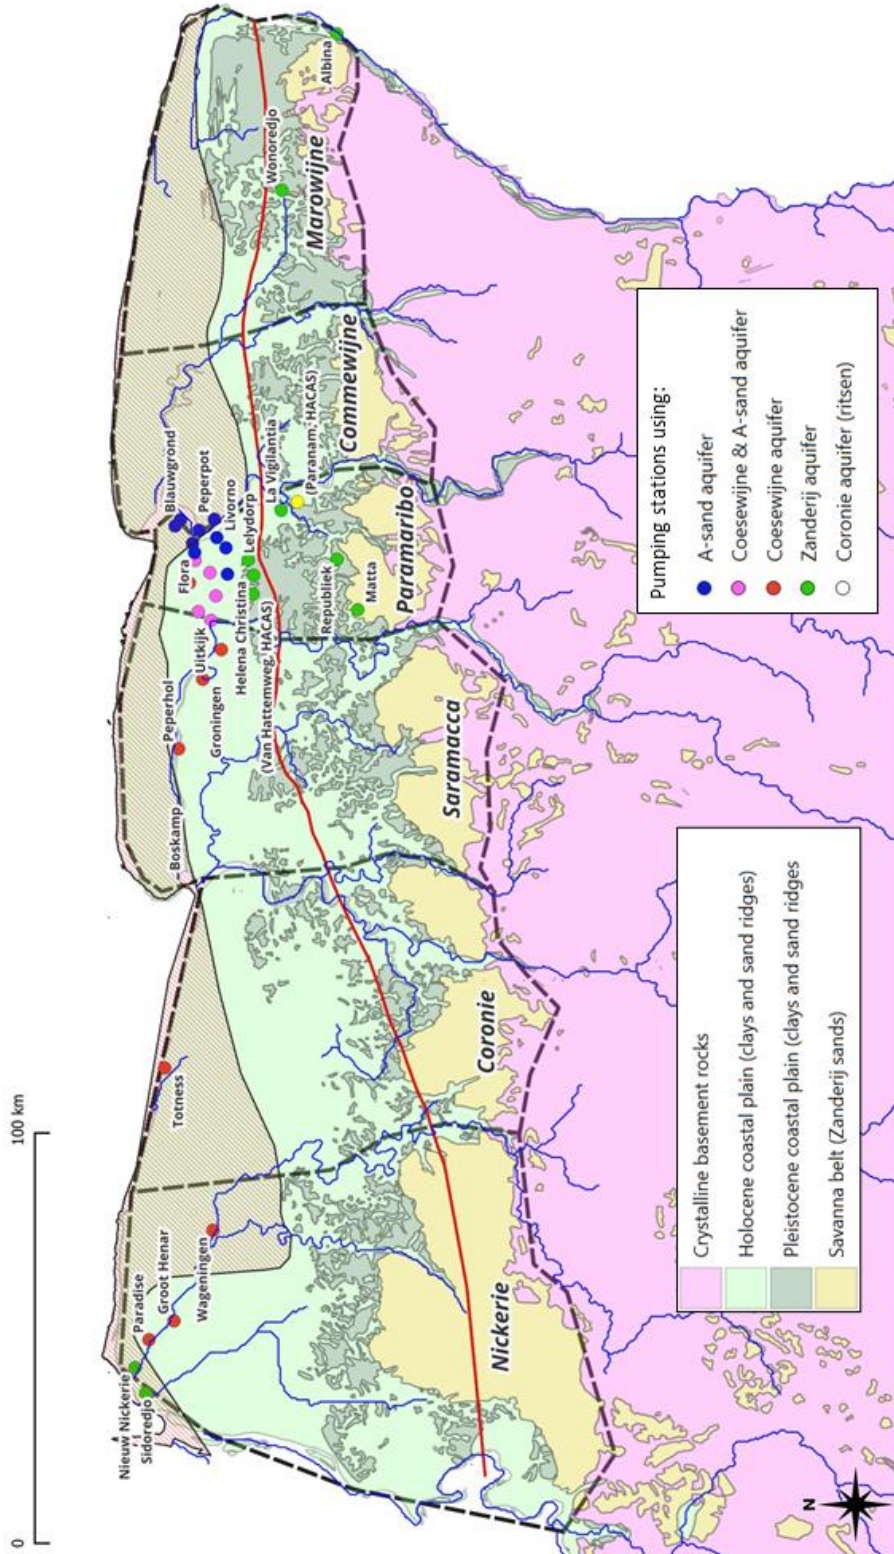 0
100 km
Nieuw Nickerie
Sidoredjo
Paradise
Groot Henar
Wageningen
Totness
Boskamp
Peperhol
Groningen
Uitkijk
Flora
Helena Christina
(Van Hattemweg, HACAS)
Lelydorp
Livorno
Peperpot
Blauwgrond
La Vigilantia
(Paranam, HACAS)
Republiek
Matta
Wonoredjo
Albina
Nickerie
Coronie
Saramacca
Paramaribo
Commewijne
Marowijne
N
Crystalline basement rocks
Holocene coastal plain (clays and sand ridges)
Pleistocene coastal plain (clays and sand ridges
Savanna belt (Zanderij sands)
Pumping stations using:
A-sand aquifer
Coesewijne & A-sand aquifer
Coesewijne aquifer
Zanderij aquifer
Coronie aquifer (ritsen)